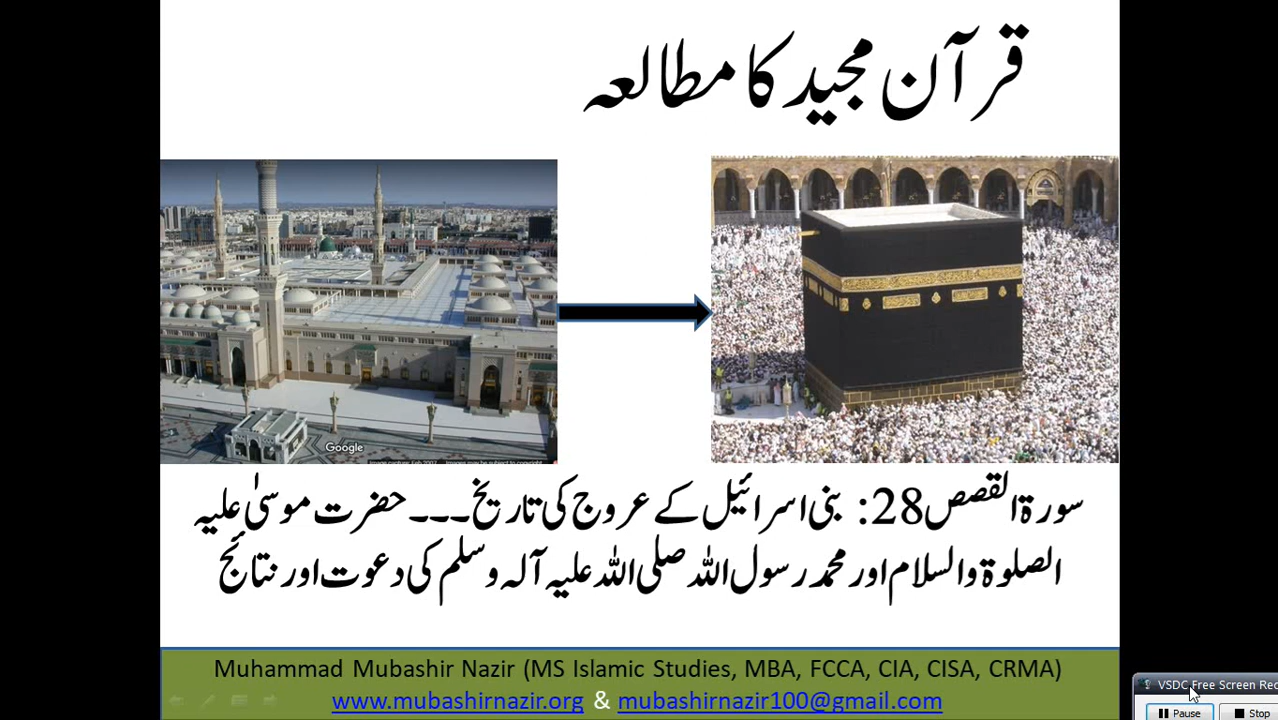 قرآن مجید کا مطالعہ
Google
سورۃ القصص 28: بنی اسرائیل کے عروج کی تاریخ۔۔۔ حضرت موسیٰ علیہ
الصلوۃ والسلام اور محمد رسول اللہ صلی اللہ علیہ آلہ وسلم کی دعوت اور نتائج
Muhammad Mubashir Nazir (MS Islamic Studies, MBA, FCCA, CIA, CISA, CRMA)
www.mubashirnazir.org & mubashirnazir100@gmail.com
VSDC Free Screen Rec
Pause Stop